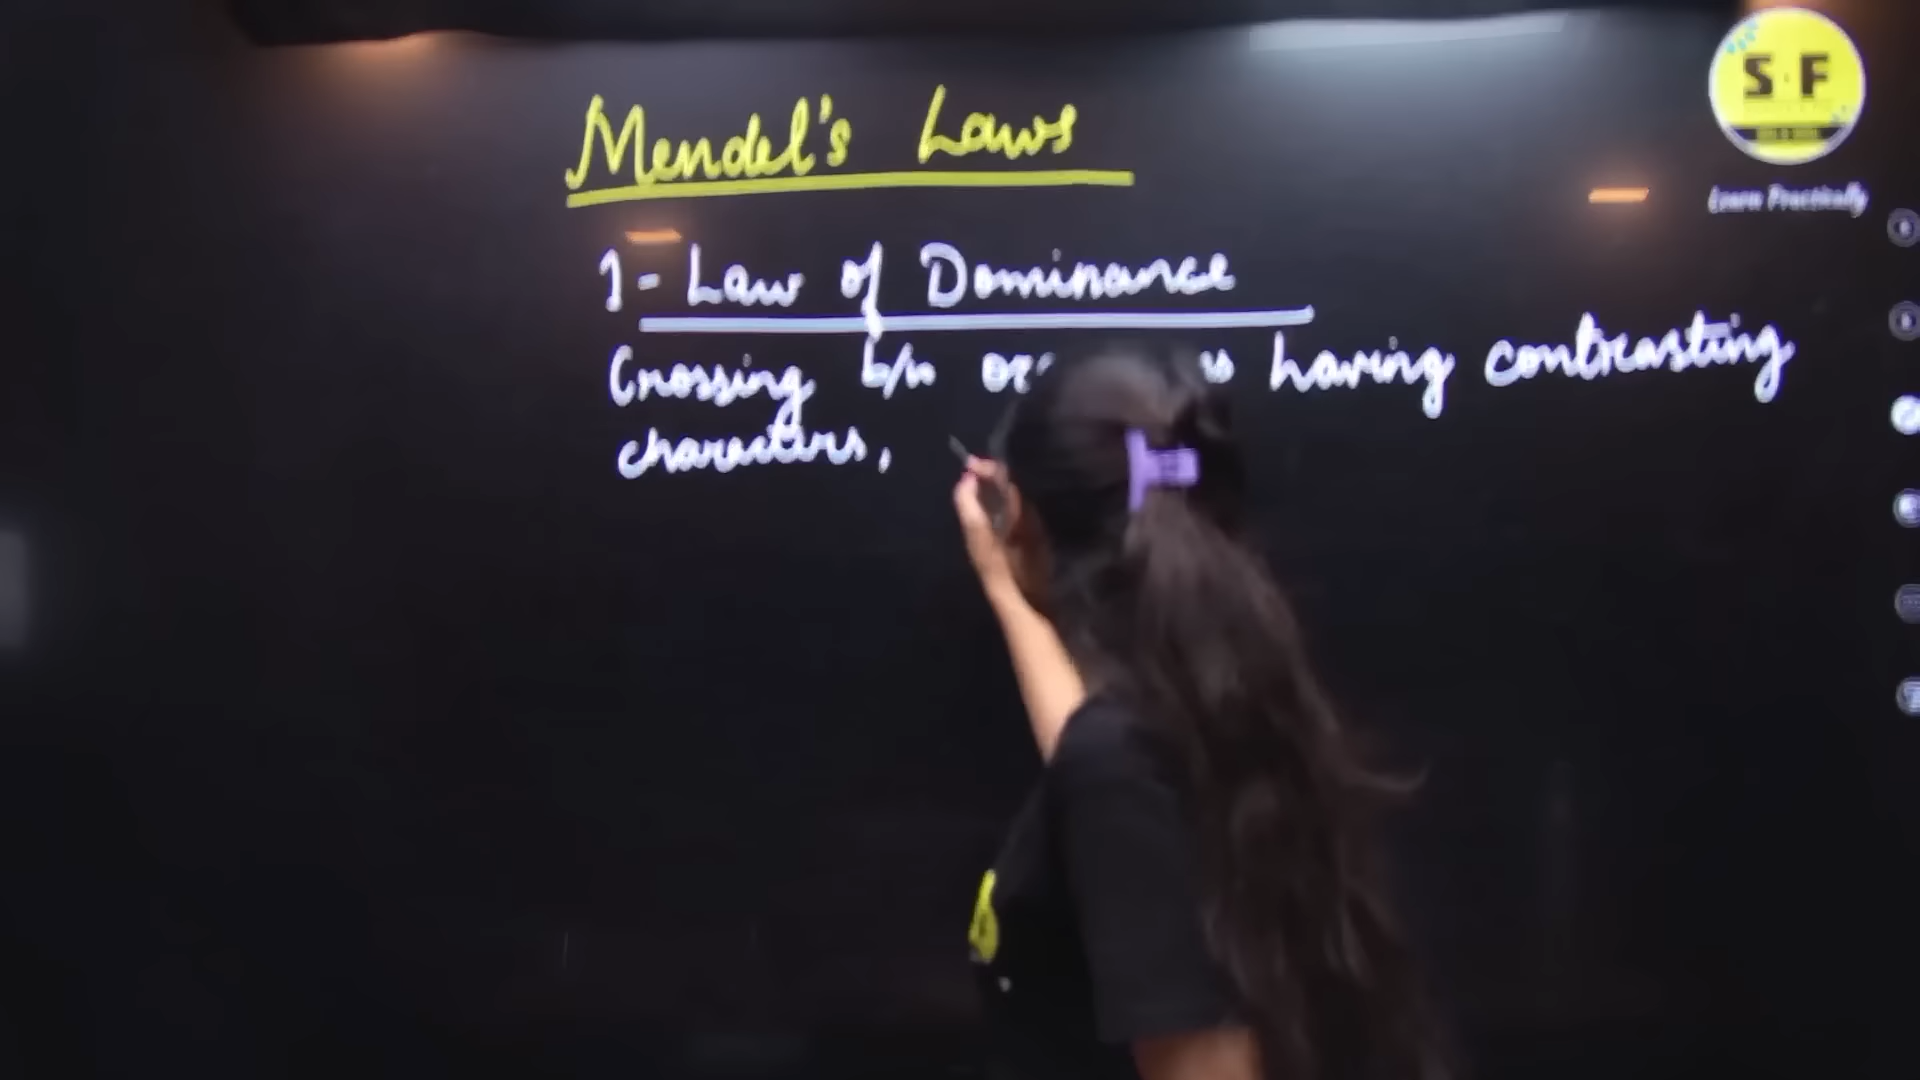 Mendel's Laws
S.F
Learn Practically
1- Law of Dominance
Crossing b/n having contrasting
characters,